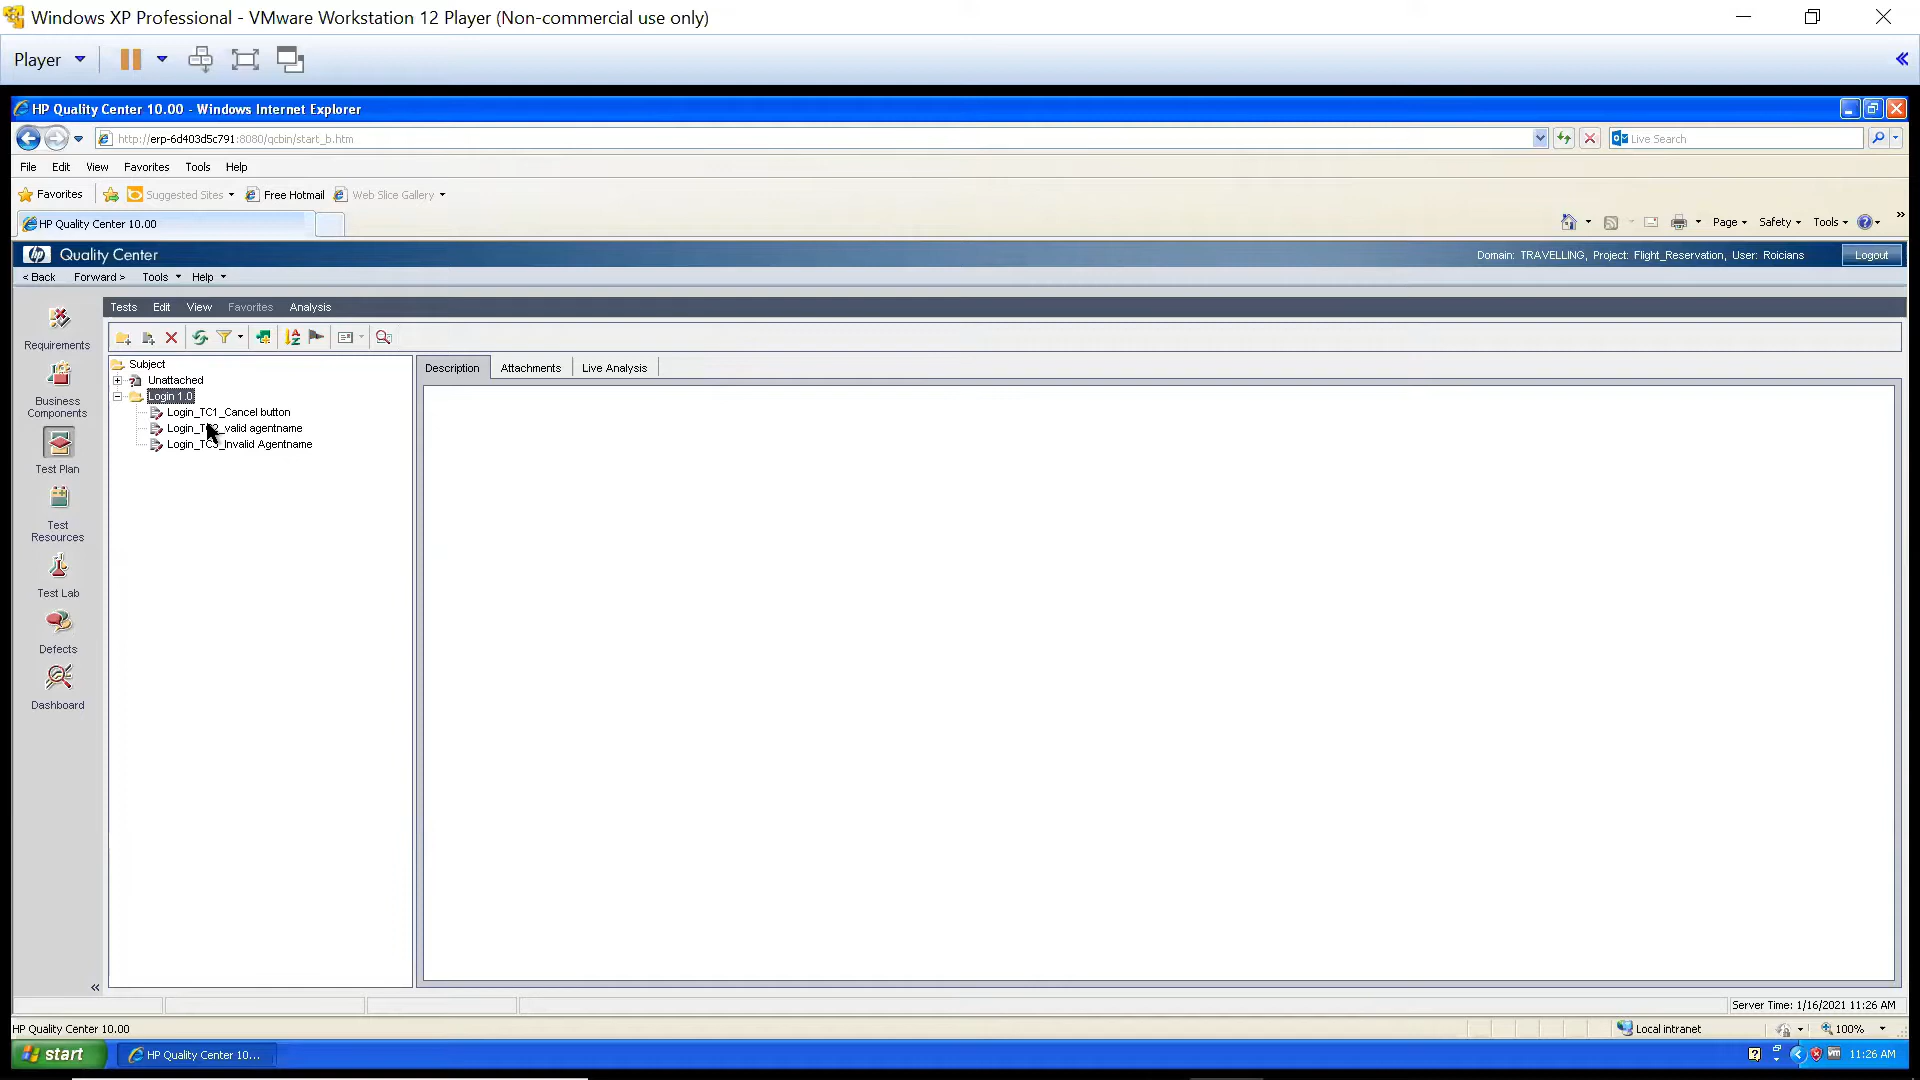 Windows XP Professional - VMware Workstation 12 Player (Non-commercial use only)
Player
HP Quality Center 10.00 - Windows Internet Explorer
http://erp-6d403d5c791:8080/qcbin/start_b.htm
Live Search
File Edit View Favorites Tools Help
Favorites Suggested Sites Free Hotmail Web Slice Gallery
HP Quality Center 10.00
Page Safety Tools
hp Quality Center
Domain: TRAVELLING, Project: Flight_Reservation, User: Roicians
Logout
< Back Forward > Tools Help
Tests Edit View Favorites Analysis
Requirements
Business
Components
Test Plan
Test
Resources
Test Lab
Defects
Dashboard
Subject
Unattached
Login 1.0
Login_TC1_Cancel button
Login_TC2_valid agentname
Login_TC3_Invalid Agentname
Description Attachments Live Analysis
Server Time: 1/16/2021 11:26 AM
HP Quality Center 10.00
Local intranet
100%
start
HP Quality Center 10...
11:26 AM